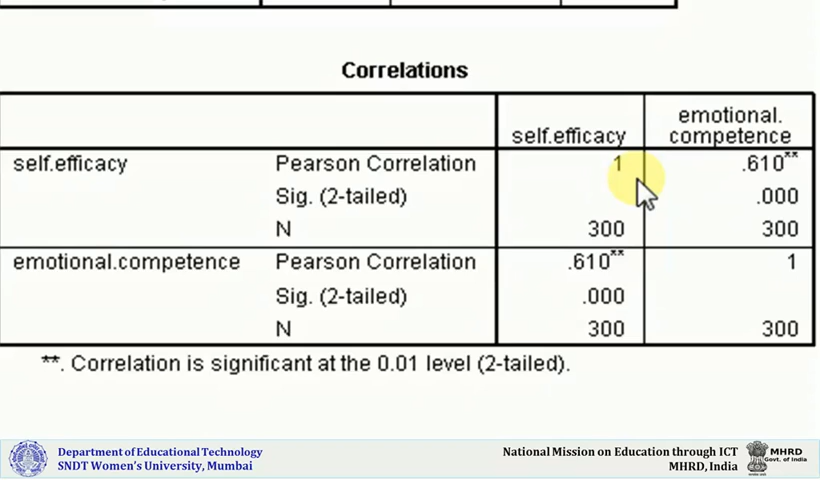 Correlations
self.efficacy emotional.competence
self.efficacy Pearson Correlation 1 .610**
Sig. (2-tailed) .000
N 300 300
emotional.competence Pearson Correlation .610** 1
Sig. (2-tailed) .000
N 300 300
**. Correlation is significant at the 0.01 level (2-tailed).
Department of Educational Technology
SNDT Women's University, Mumbai
National Mission on Education through ICT
MHRD, India
MHRD
Govt. of India